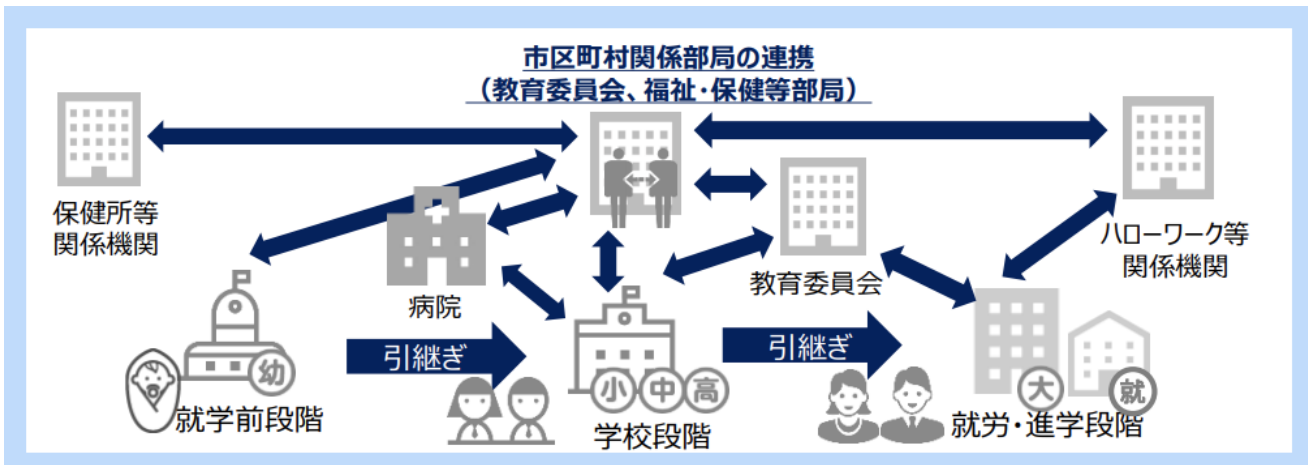 市区町村関係部局の連携
（教育委員会、福祉・保健等部局）
保健所等
関係機関
病院
教育委員会
ハローワーク等
関係機関
幼
就学前段階
引継ぎ
小
中
高
学校段階
引継ぎ
大
就
就労・進学段階